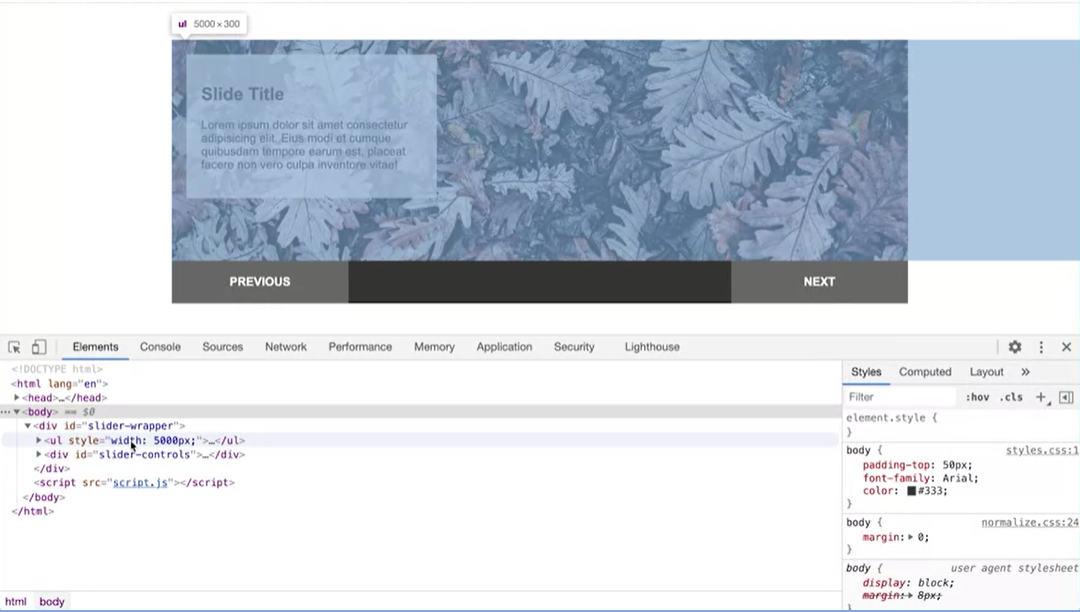 ul 5000 × 300
Slide Title
Lorem ipsum dolor sit amet consectetur
adipisicing elit. Eius modi et cumque
quibusdam tempore earum est, placeat
facere non vero culpa inventore vitae!
PREVIOUS NEXT
Elements Console Sources Network Performance Memory Application Security Lighthouse
<!DOCTYPE html>
<html lang="en">
<head>…</head>
<body> == $0
<div id="slider-wrapper">
<ul style="width: 5000px;">…</ul>
<div id="slider-controls">…</div>
</div>
<script src="script.js"></script>
</body>
</html>
html body
Styles Computed Layout »
Filter :hov .cls +
element.style {
}
body { styles.css:1
padding-top: 50px;
font-family: Arial;
color: #333;
}
body { normalize.css:24
margin: 0;
}
body { user agent stylesheet
display: block;
margin: 8px;
}